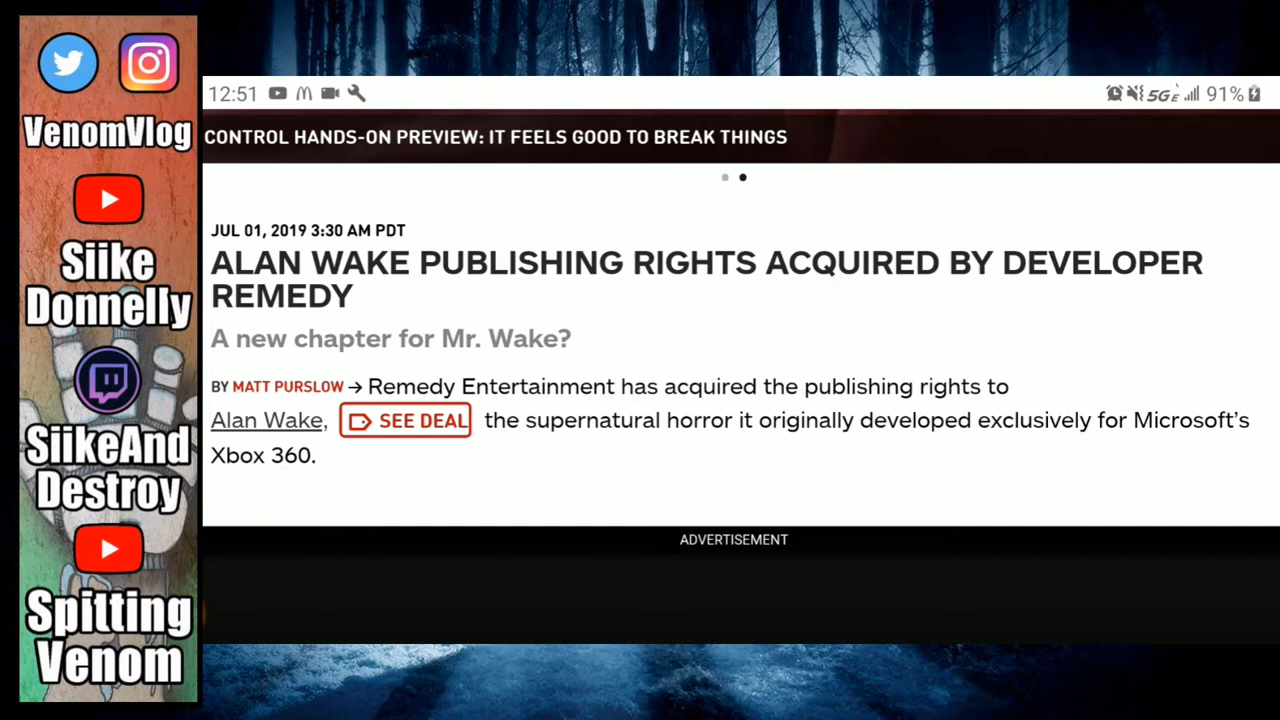 VenomVlog
Siike
Donnelly
SiikeAnd
Destroy
Spitting
Venom
12:51
5GE 91%
CONTROL HANDS-ON PREVIEW: IT FEELS GOOD TO BREAK THINGS
JUL 01, 2019 3:30 AM PDT
ALAN WAKE PUBLISHING RIGHTS ACQUIRED BY DEVELOPER
REMEDY
A new chapter for Mr. Wake?
BY MATT PURSLOW → Remedy Entertainment has acquired the publishing rights to
Alan Wake, SEE DEAL the supernatural horror it originally developed exclusively for Microsoft's
Xbox 360.
ADVERTISEMENT